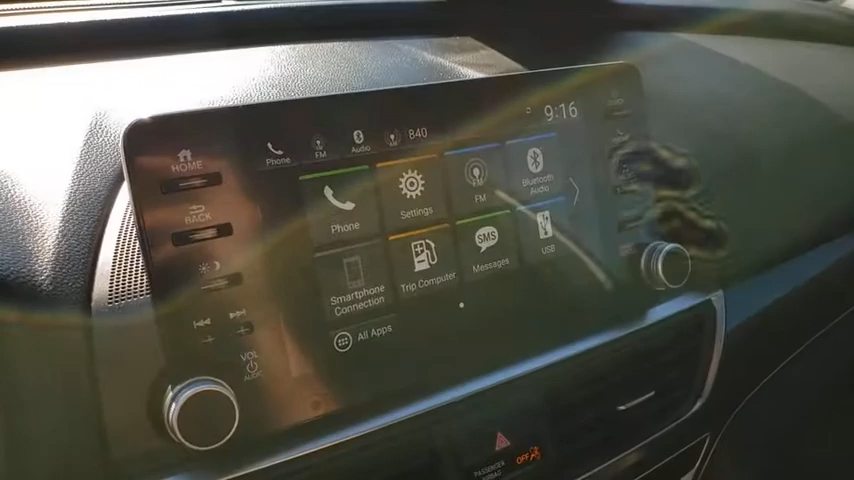 9:16
Phone FM Audio B40
HOME
BACK
VOL
AUDIO
Phone
Settings
FM
Bluetooth
Audio
Smartphone
Connection
Trip Computer
SMS
Messages
USB
All Apps
PASSENGER
AIRBAG
OFF